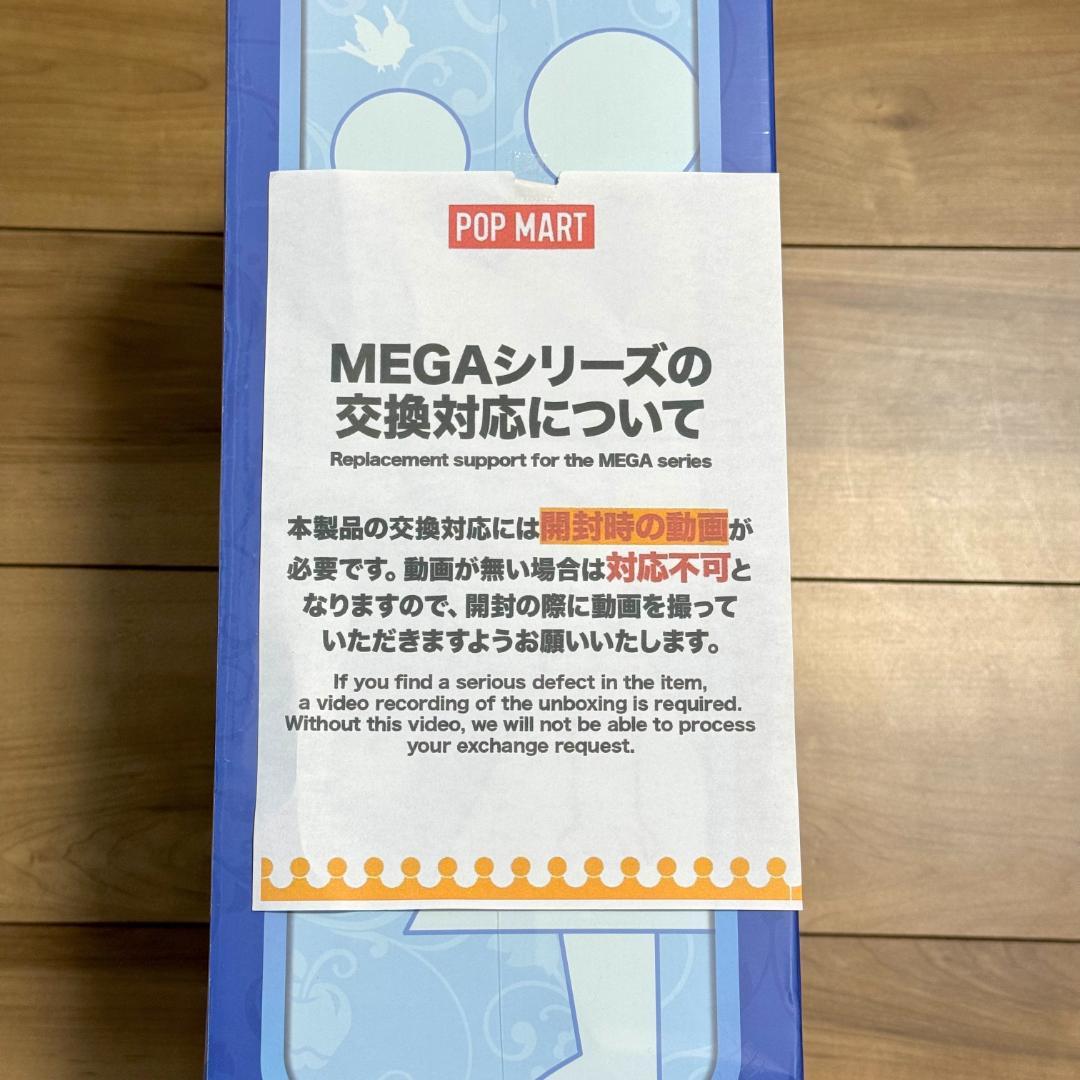 POP MART
MEGAシリーズの
交換対応について
Replacement support for the MEGA series
本製品の交換対応には開封時の動画が
必要です。動画が無い場合は対応不可と
なりますので、開封の際に動画を撮って
いただきますようお願いいたします。
If you find a serious defect in the item,
a video recording of the unboxing is required.
Without this video, we will not be able to process
your exchange request.